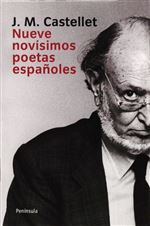 J. M. Castellet
Nueve
novísimos
poetas
españoles
Península